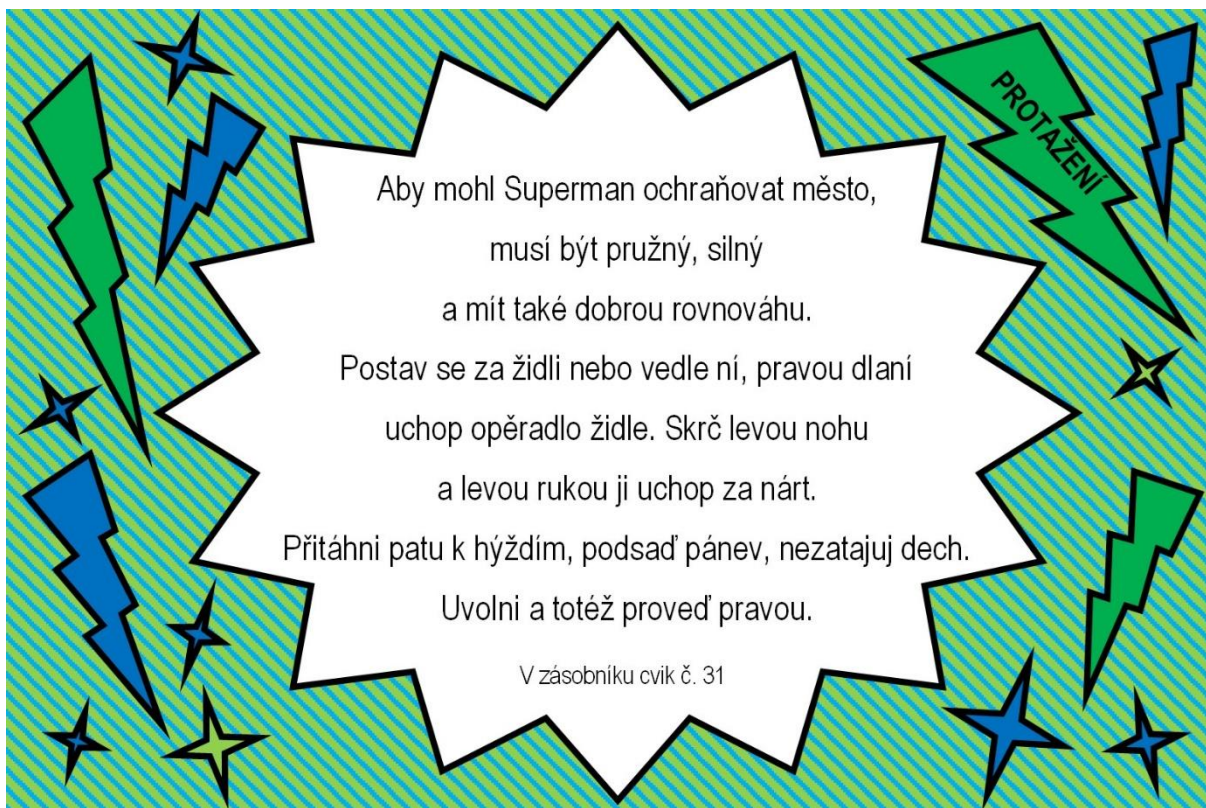 PROTAŽENÍ
Aby mohl Superman ochraňovat město,
musí být pružný, silný
a mít také dobrou rovnováhu.
Postav se za židli nebo vedle ní, pravou dlaní
uchop opěradlo židle. Skrč levou nohu
a levou rukou ji uchop za nárt.
Přitáhni patu k hýždím, podsaď pánev, nezatajuj dech.
Uvolni a totéž proveď pravou.
V zásobníku cvik č. 31